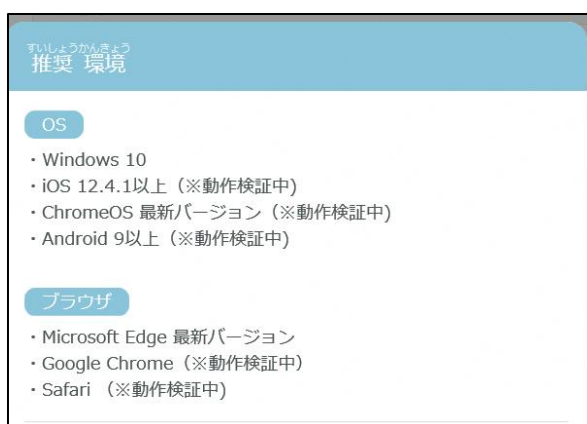 すいしょうかんきょう
推奨 環境
OS
・Windows 10
・iOS 12.4.1以上（※動作検証中)
・ChromeOS 最新バージョン（※動作検証中)
・Android 9以上（※動作検証中)
ブラウザ
・Microsoft Edge 最新バージョン
・Google Chrome（※動作検証中）
・Safari （※動作検証中)